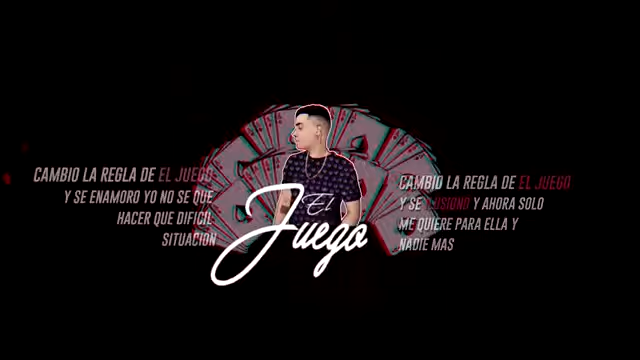 CAMBIO LA REGLA DE EL JUEGO
Y SE ENAMORO YO NO SE QUE
HACER QUE DIFICIL
SITUACION
El
Juego
CAMBIO LA REGLA DE EL JUEGO
Y SE ILUSIONO Y AHORA SOLO
ME QUIERE PARA ELLA Y
NADIE MAS